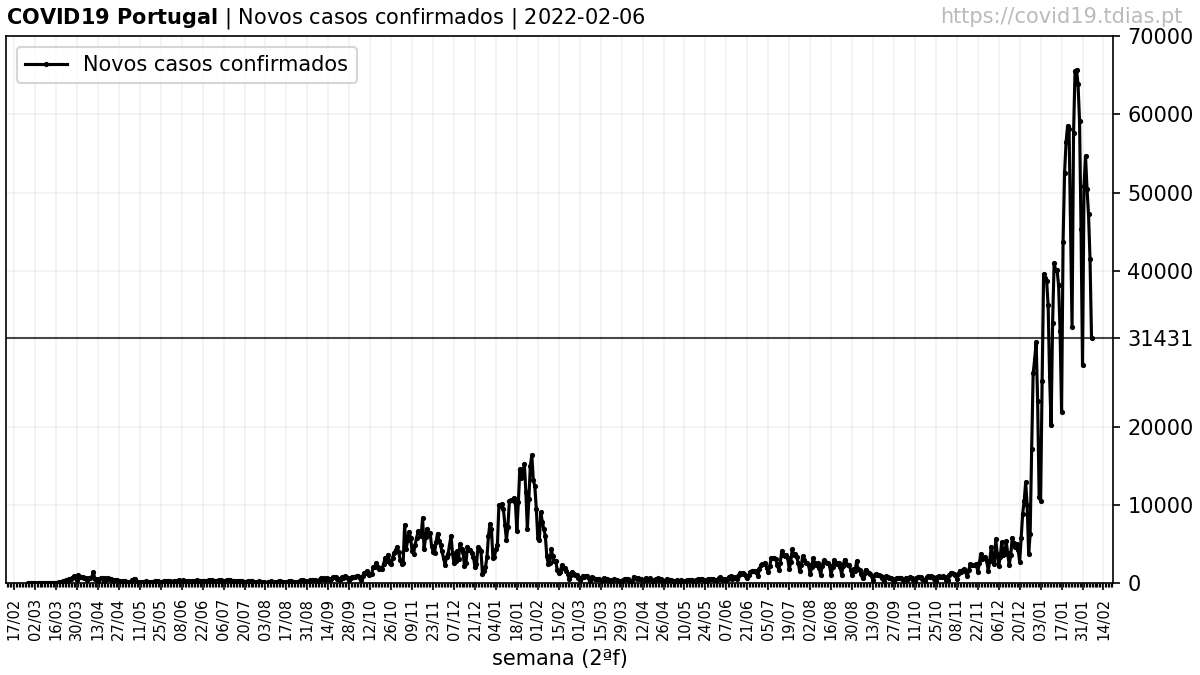 COVID19 Portugal | Novos casos confirmados | 2022-02-06
https://covid19.tdias.pt
Novos casos confirmados
70000
60000
50000
40000
31431
20000
10000
0
17/02 02/03 16/03 30/03 13/04 27/04 11/05 25/05 08/06 22/06 06/07 20/07 03/08 17/08 31/08 14/09 28/09 12/10 26/10 09/11 23/11 07/12 21/12 04/01 18/01 01/02 15/02 01/03 15/03 29/03 12/04 26/04 10/05 24/05 07/06 21/06 05/07 19/07 02/08 16/08 30/08 13/09 27/09 11/10 25/10 08/11 22/11 06/12 20/12 03/01 17/01 31/01 14/02
semana (2ªf)